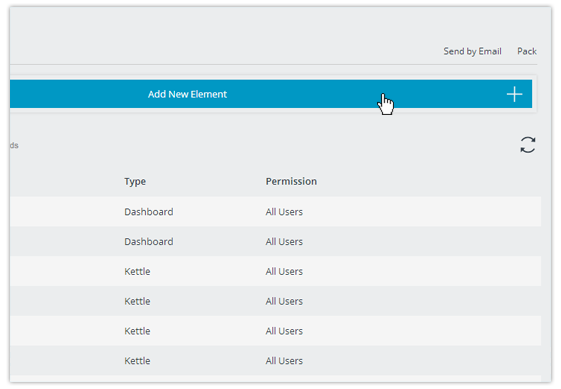 Send by Email Pack
Add New Element
ds
Type Permission
Dashboard All Users
Dashboard All Users
Kettle All Users
Kettle All Users
Kettle All Users
Kettle All Users